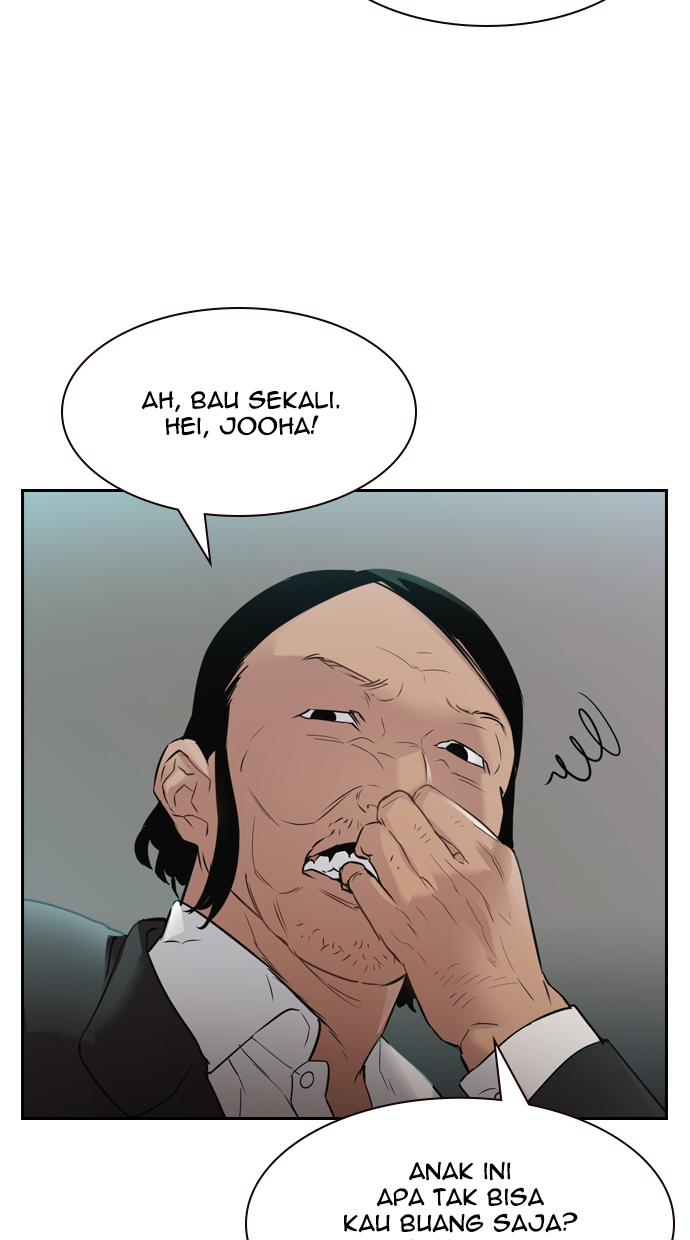 AH, BAU SEKALI.
HEI, JOOHA!
ANAK INI
APA TAK BISA
KAU BUANG SAJA?